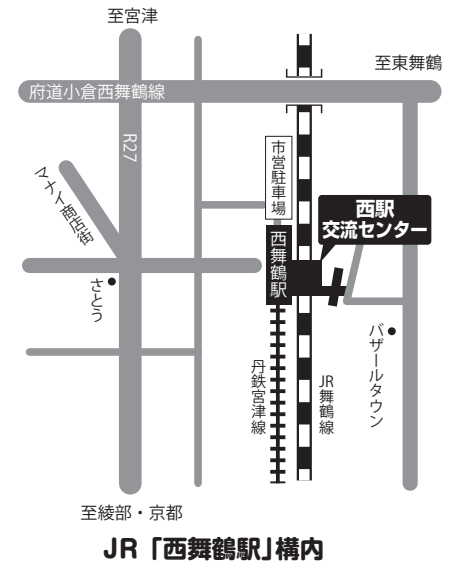 至宮津
至東舞鶴
府道小倉西舞鶴線
R27
マナイ商店街
市営駐車場
西駅
交流センター
西舞鶴駅
さとう
バザールタウン
丹鉄宮津線
JR舞鶴線
至綾部・京都
JR「西舞鶴駅」構内